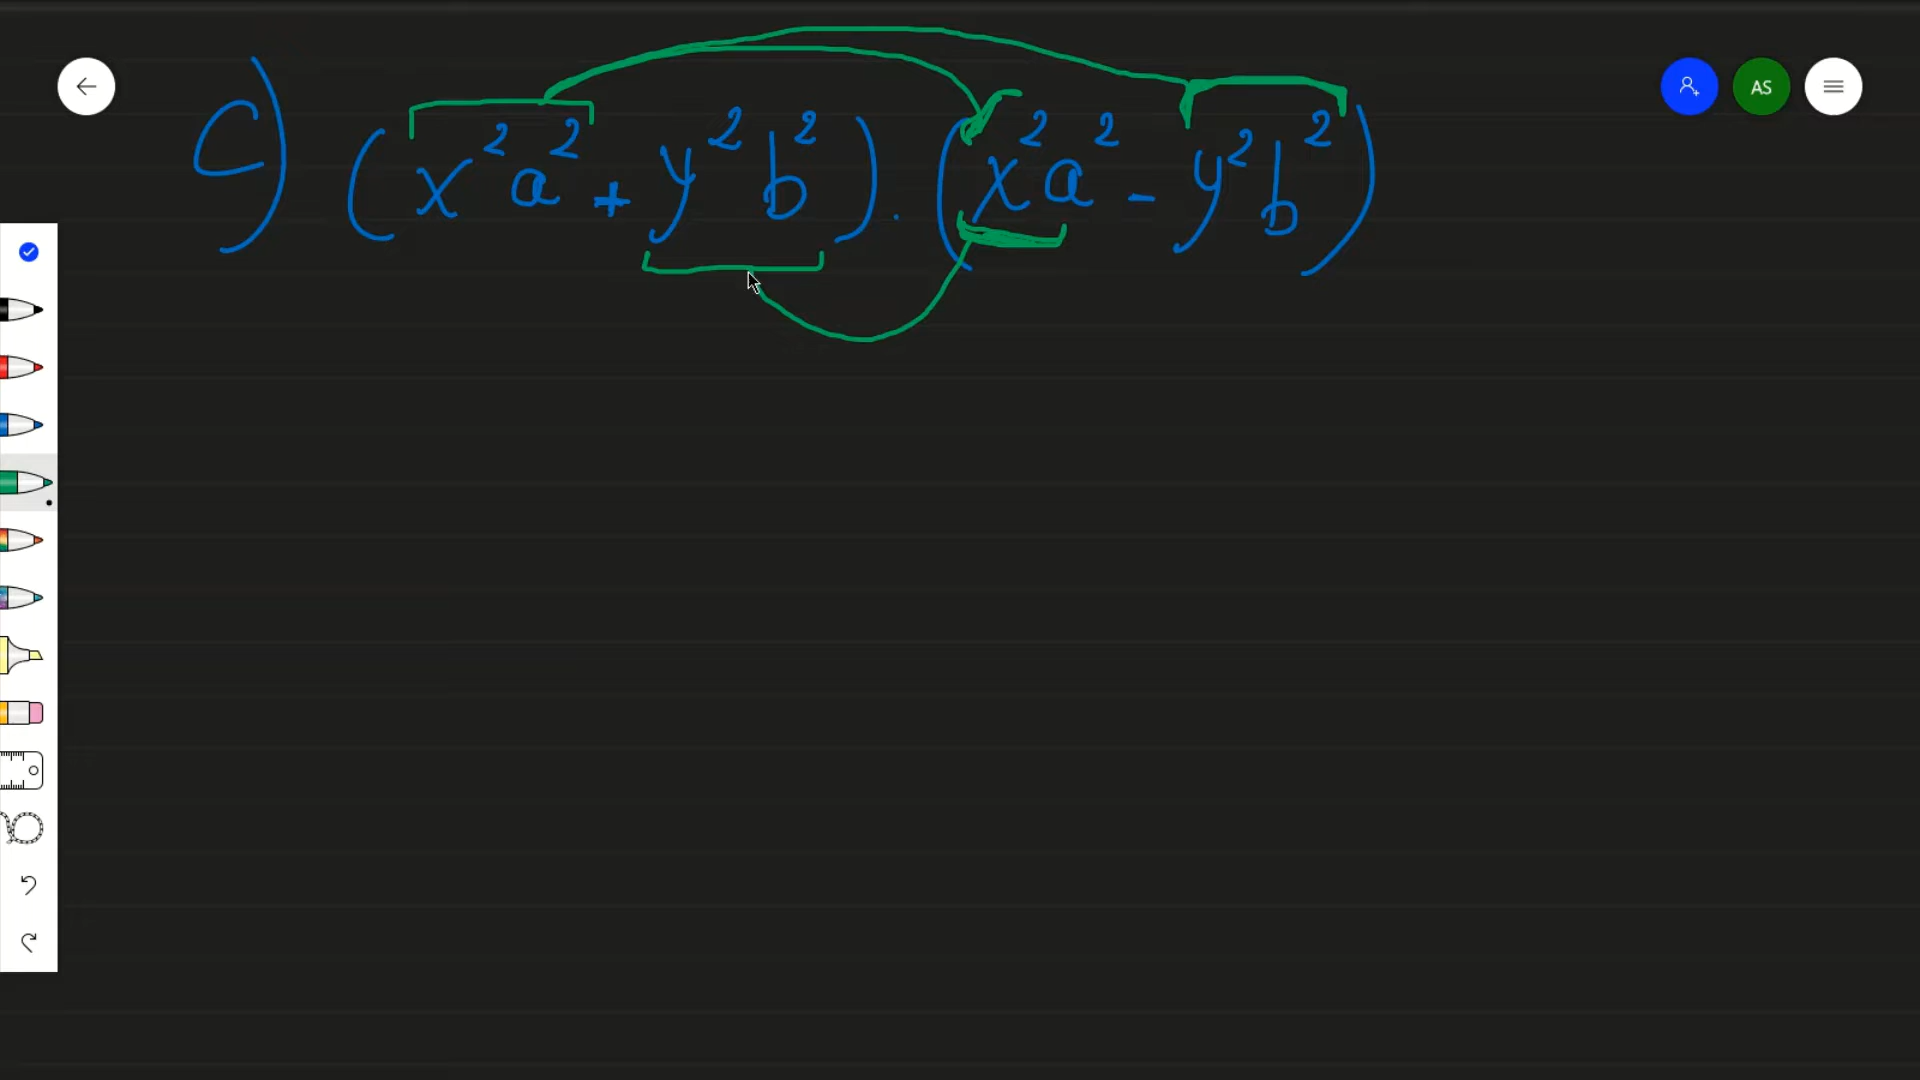 C) (x²a² + y²b²) . (x²a² - y²b²)
AS